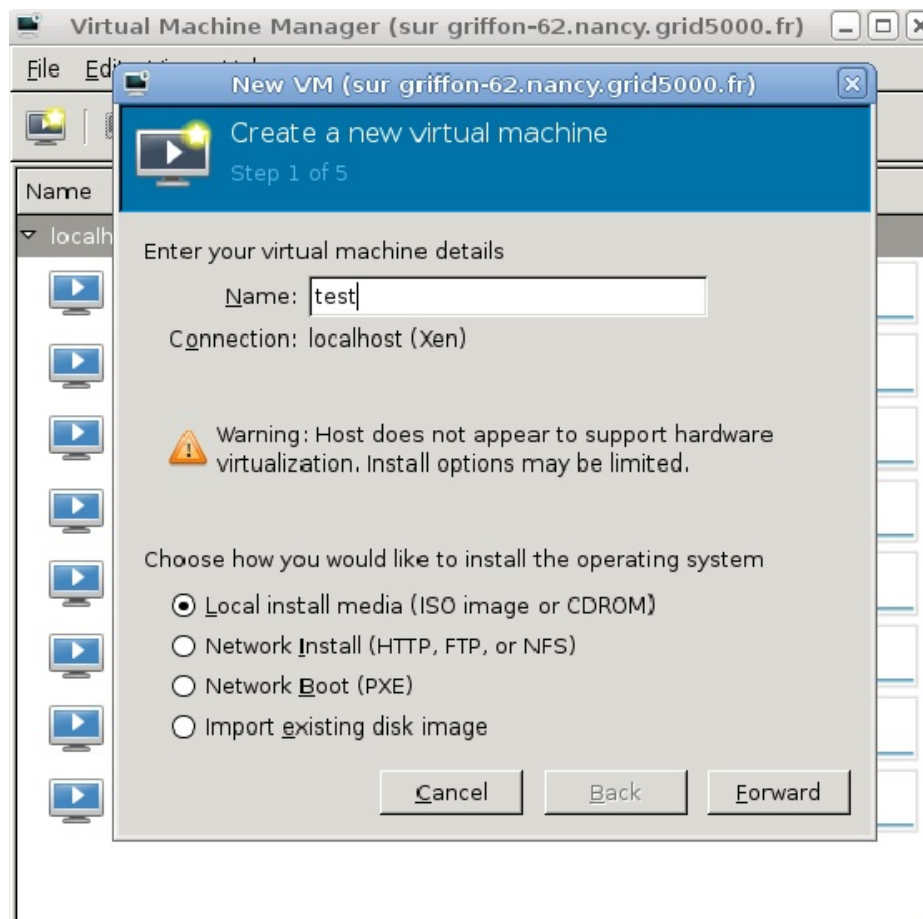 Virtual Machine Manager (sur griffon-62.nancy.grid5000.fr)
File
New VM (sur griffon-62.nancy.grid5000.fr)
Create a new virtual machine
Step 1 of 5
Name
Enter your virtual machine details
Name: test
Connection: localhost (Xen)
Warning: Host does not appear to support hardware
virtualization. Install options may be limited.
Choose how you would like to install the operating system
Local install media (ISO image or CDROM)
Network Install (HTTP, FTP, or NFS)
Network Boot (PXE)
Import existing disk image
Cancel Back Forward